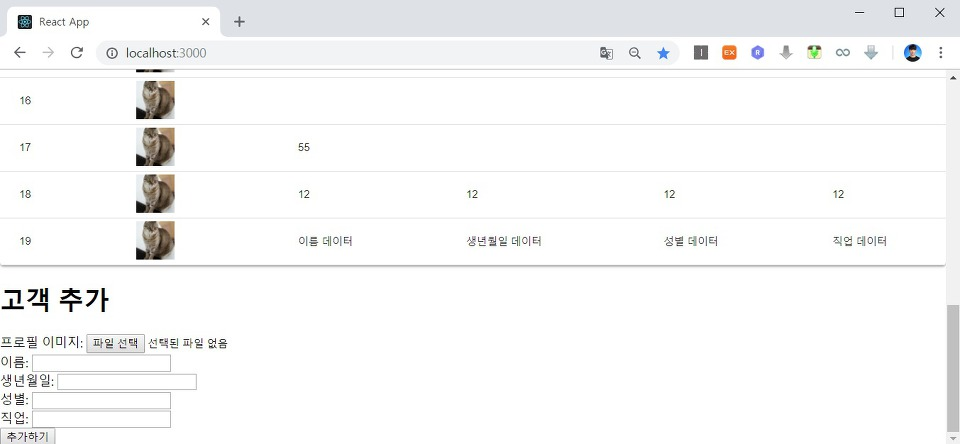 React App
localhost:3000
EX
R
16
17 55
18 12 12 12 12
19 이름 데이터 생년월일 데이터 성별 데이터 직업 데이터
고객 추가
프로필 이미지: 파일 선택 선택된 파일 없음
이름:
생년월일:
성별:
직업:
추가하기